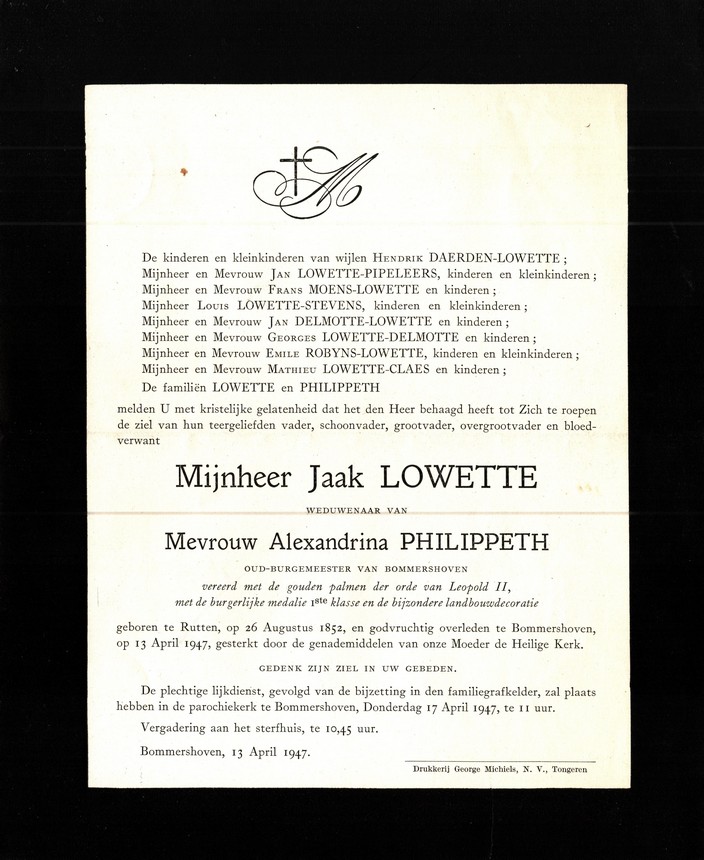 M
De kinderen en kleinkinderen van wijlen Hendrik DAERDEN-LOWETTE ;
Mijnheer en Mevrouw Jan LOWETTE-PIPELEERS, kinderen en kleinkinderen ;
Mijnheer en Mevrouw Frans MOENS-LOWETTE en kinderen ;
Mijnheer Louis LOWETTE-STEVENS, kinderen en kleinkinderen ;
Mijnheer en Mevrouw Jan DELMOTTE-LOWETTE en kinderen ;
Mijnheer en Mevrouw Georges LOWETTE-DELMOTTE en kinderen ;
Mijnheer en Mevrouw Emile ROBYNS-LOWETTE, kinderen en kleinkinderen ;
Mijnheer en Mevrouw Mathieu LOWETTE-CLAES en kinderen ;
De familiën LOWETTE en PHILIPPETH
melden U met kristelijke gelatenheid dat het den Heer behaagd heeft tot Zich te roepen
de ziel van hun teergeliefden vader, schoonvader, grootvader, overgrootvader en bloed-
verwant
Mijnheer Jaak LOWETTE
WEDUWENAAR VAN
Mevrouw Alexandrina PHILIPPETH
OUD-BURGEMEESTER VAN BOMMERSHOVEN
vereerd met de gouden palmen der orde van Leopold II,
met de burgerlijke medalie 1ste klasse en de bijzondere landbouwdecoratie
geboren te Rutten, op 26 Augustus 1852, en godvruchtig overleden te Bommershoven,
op 13 April 1947, gesterkt door de genademiddelen van onze Moeder de Heilige Kerk.
GEDENK ZIJN ZIEL IN UW GEBEDEN.
De plechtige lijkdienst, gevolgd van de bijzetting in den familiegrafkelder, zal plaats
hebben in de parochiekerk te Bommershoven, Donderdag 17 April 1947, te 11 uur.
Vergadering aan het sterfhuis, te 10,45 uur.
Bommershoven, 13 April 1947.
Drukkerij George Michiels, N. V., Tongeren